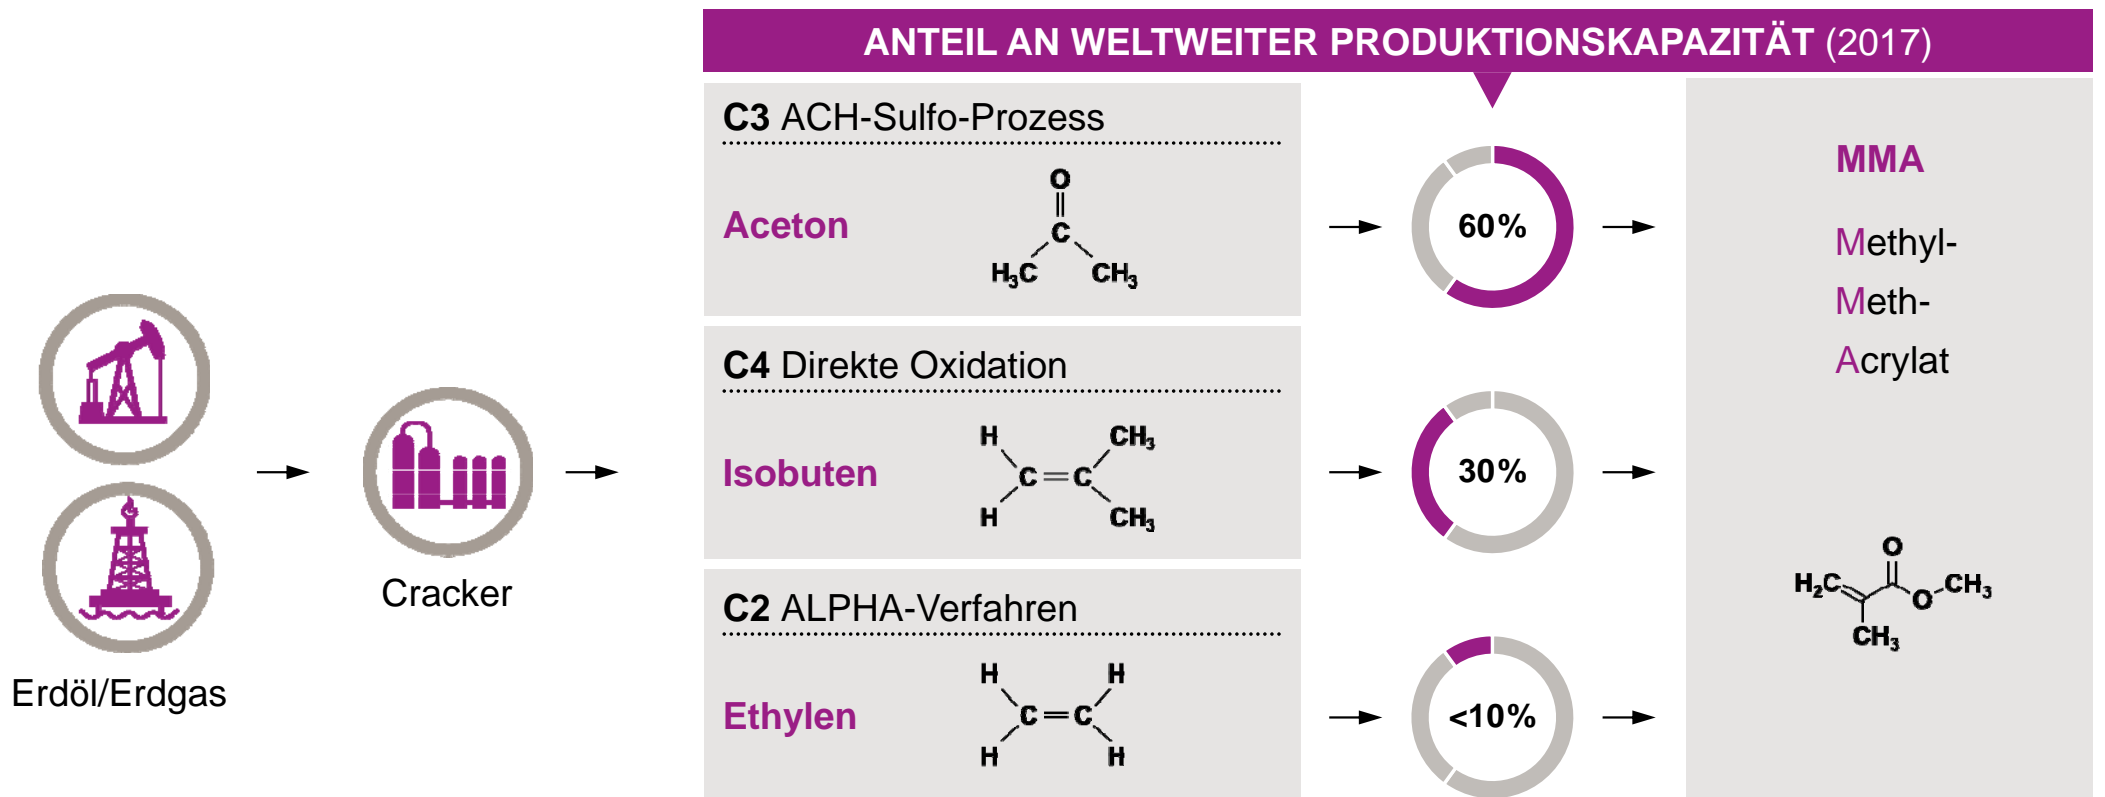 ANTEIL AN WELTWEITER PRODUKTIONSKAPAZITÄT (2017)
Erdöl/Erdgas
Cracker
C3 ACH-Sulfo-Prozess
Aceton
O
C
H₃C CH₃
60%
C4 Direkte Oxidation
Isobuten
H CH₃
C=C
H CH₃
30%
C2 ALPHA-Verfahren
Ethylen
H H
C=C
H H
<10%
MMA
Methyl-
Meth-
Acrylat
O
H₂C O CH₃
CH₃